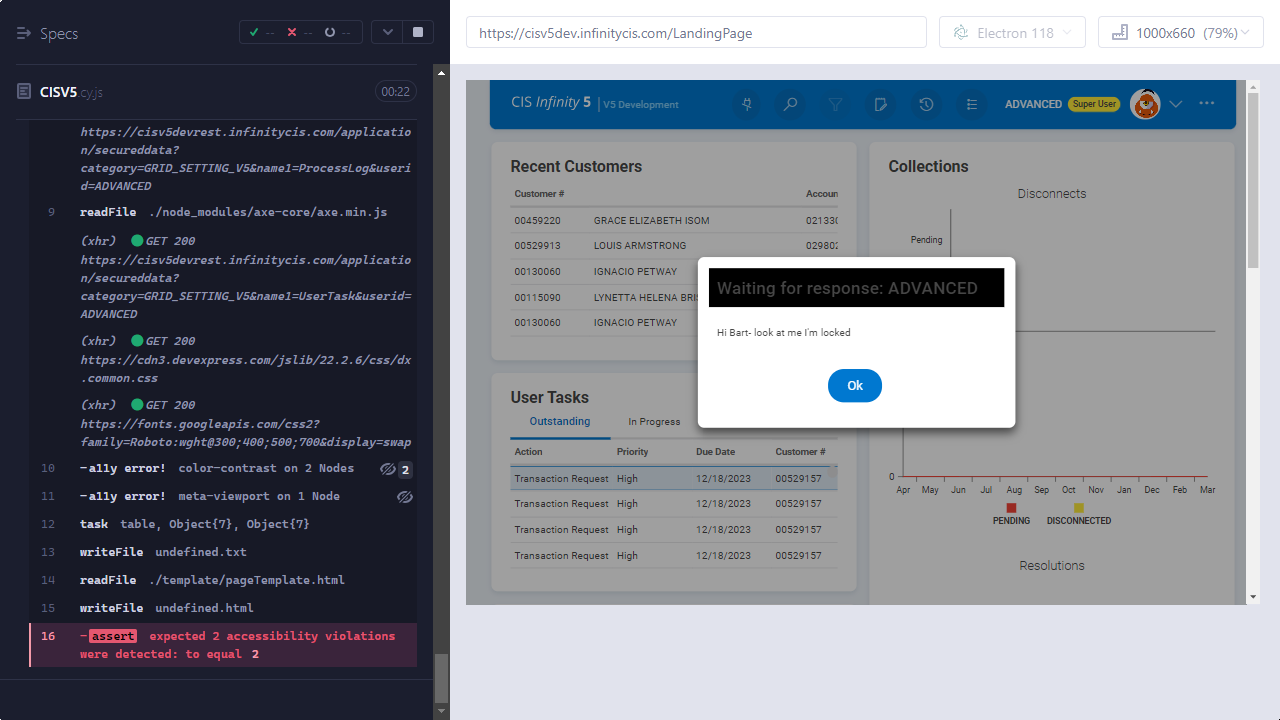 Specs
-- -- --
CISV5.cy.js
00:22
https://cisv5devrest.infinitycis.com/applicatio
n/secureddata?
category=GRID_SETTING_V5&name1=ProcessLog&useri
d=ADVANCED
9 readFile ./node_modules/axe-core/axe.min.js
(xhr) GET 200
https://cisv5devrest.infinitycis.com/applicatio
n/secureddata?
category=GRID_SETTING_V5&name1=UserTask&userid=
ADVANCED
(xhr) GET 200
https://cdn3.devexpress.com/jslib/22.2.6/css/dx
.common.css
(xhr) GET 200
https://fonts.googleapis.com/css2?
family=Roboto:wght@300;400;500;700&display=swap
10 -a11y error! color-contrast on 2 Nodes 2
11 -a11y error! meta-viewport on 1 Node
12 task table, Object{7}, Object{7}
13 writeFile undefined.txt
14 readFile ./template/pageTemplate.html
15 writeFile undefined.html
16 -assert expected 2 accessibility violations
were detected: to equal 2
https://cisv5dev.infinitycis.com/LandingPage
Electron 118
1000x660 (79%)
CIS Infinity 5 | V5 Development
ADVANCED Super User
Recent Customers
Customer # Accoun
00459220 GRACE ELIZABETH ISOM 021330
00529913 LOUIS ARMSTRONG 029802
00130060 IGNACIO PETWAY
00115090 LYNETTA HELENA BRIS
00130060 IGNACIO PETWAY
Collections
Disconnects
Pending
Waiting for response: ADVANCED
Hi Bart- look at me I'm locked
Ok
User Tasks
Outstanding In Progress
Action Priority Due Date Customer #
Transaction Request High 12/18/2023 00529157
Transaction Request High 12/18/2023 00529157
Transaction Request High 12/18/2023 00529157
Transaction Request High 12/18/2023 00529157
0
Apr May Jun Jul Aug Sep Oct Nov Jan Dec Feb Mar
PENDING DISCONNECTED
Resolutions